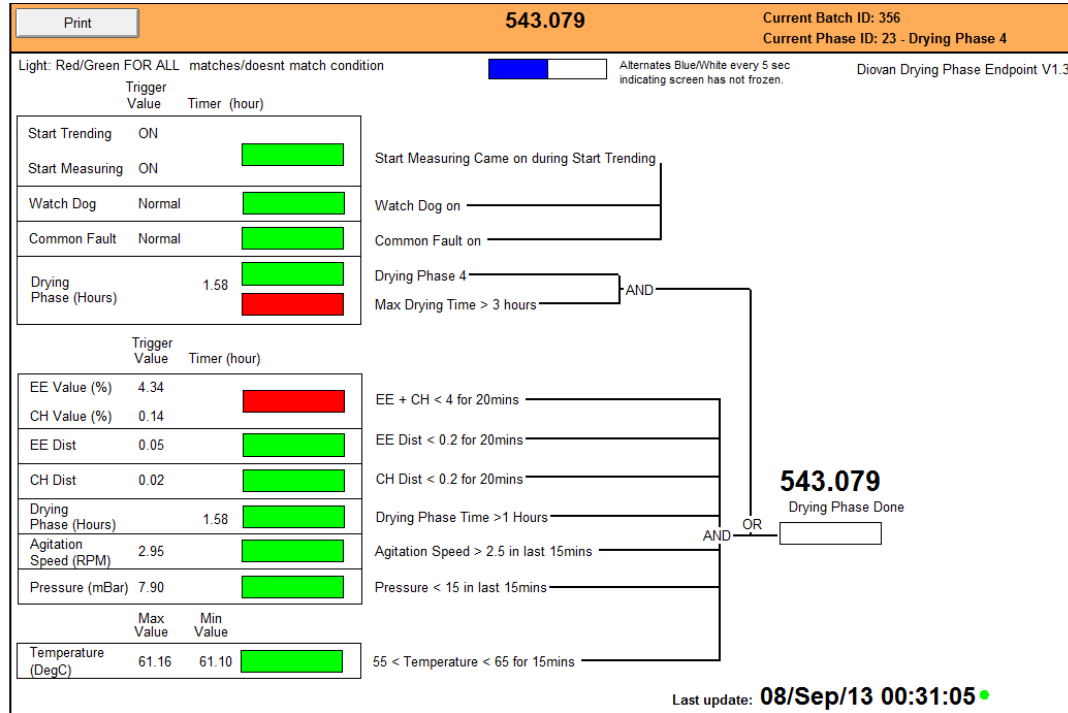 Print
543.079
Current Batch ID: 356
Current Phase ID: 23 - Drying Phase 4
Light: Red/Green FOR ALL matches/doesnt match condition
Alternates Blue/White every 5 sec
indicating screen has not frozen.
Diovan Drying Phase Endpoint V1.3
Trigger
Value Timer (hour)
Start Trending ON
Start Measuring ON
Start Measuring Came on during Start Trending
Watch Dog Normal
Watch Dog on
Common Fault Normal
Common Fault on
Drying
Phase (Hours) 1.58
Drying Phase 4
Max Drying Time > 3 hours
AND
Trigger
Value Timer (hour)
EE Value (%) 4.34
CH Value (%) 0.14
EE + CH < 4 for 20mins
EE Dist 0.05
EE Dist < 0.2 for 20mins
CH Dist 0.02
CH Dist < 0.2 for 20mins
Drying
Phase (Hours) 1.58
Drying Phase Time >1 Hours
Agitation
Speed (RPM) 2.95
Agitation Speed > 2.5 in last 15mins
Pressure (mBar) 7.90
Pressure < 15 in last 15mins
AND
OR
543.079
Drying Phase Done
Max
Value
Min
Value
Temperature
(DegC) 61.16 61.10
55 < Temperature < 65 for 15mins
Last update: 08/Sep/13 00:31:05